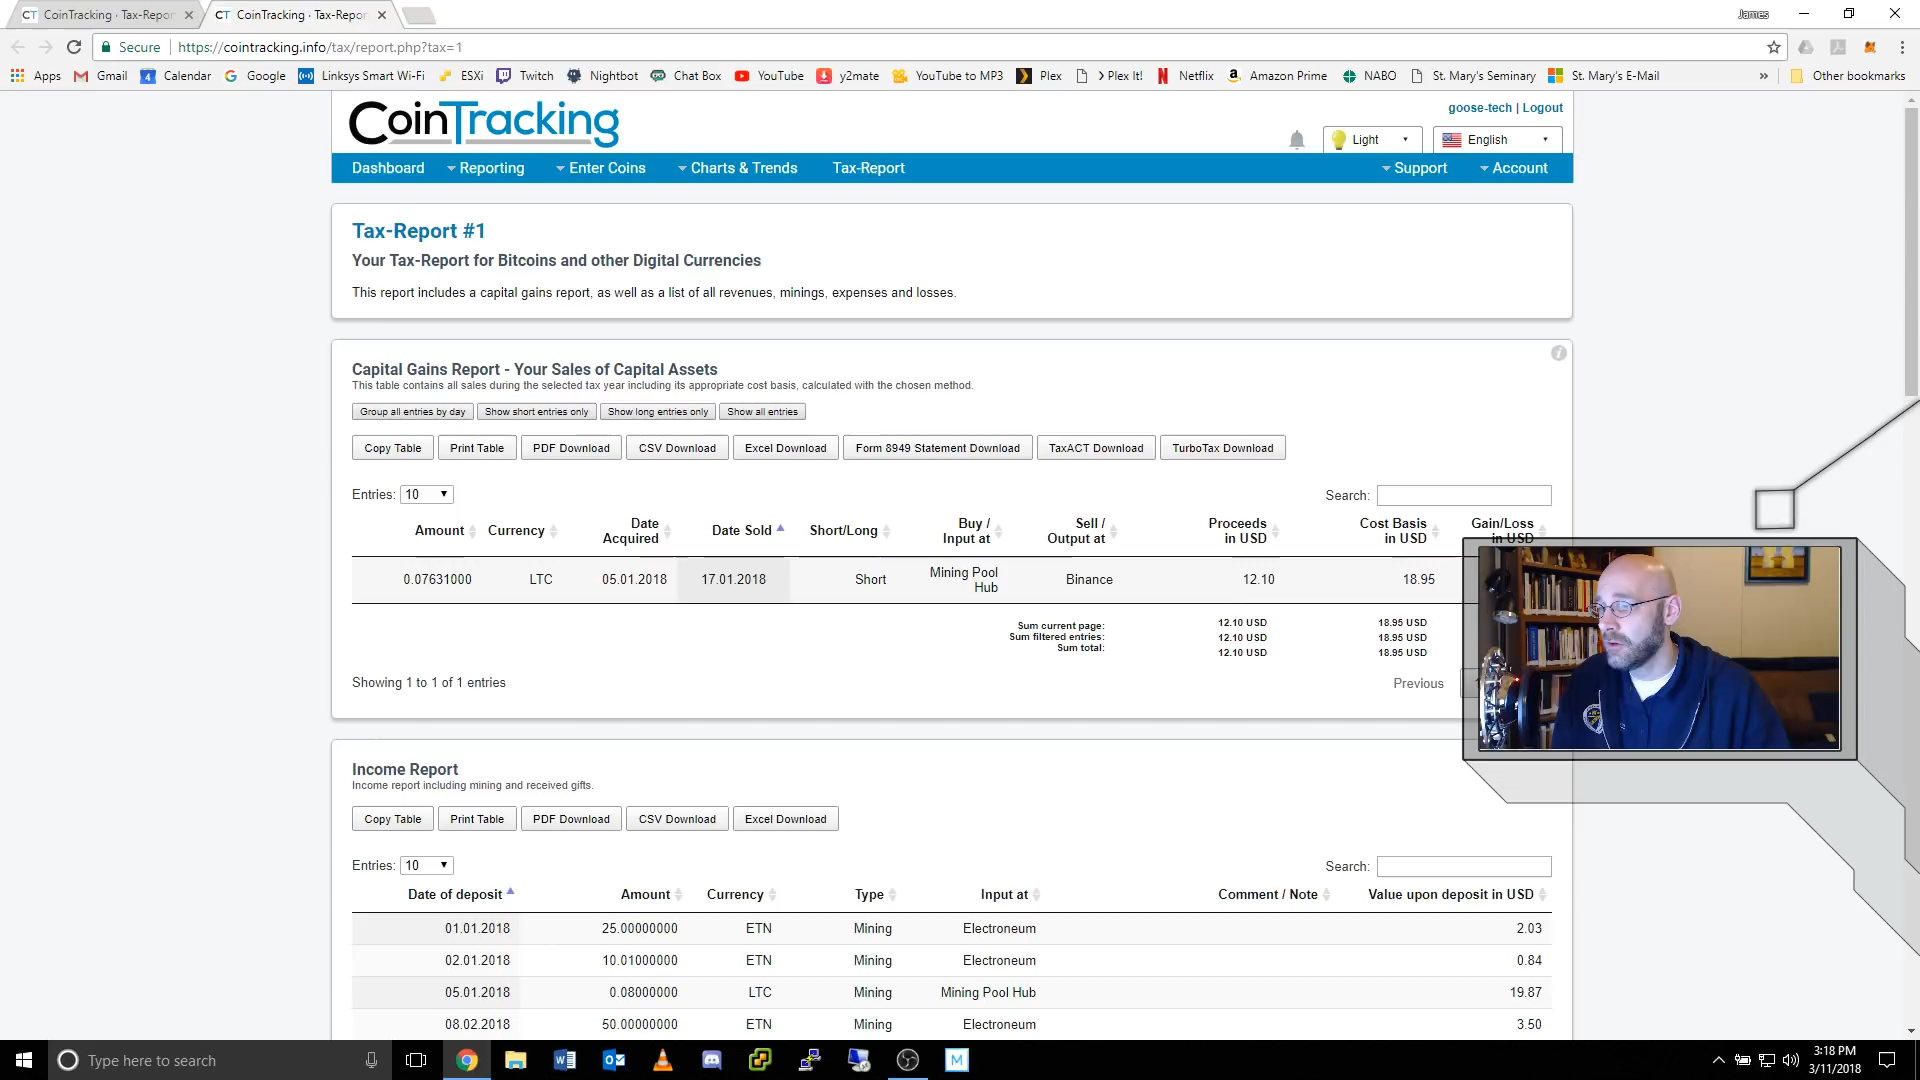 CoinTracking · Tax-Repor
CoinTracking · Tax-Repor
James
Secure
https://cointracking.info/tax/report.php?tax=1
Apps
Gmail
Calendar
Google
Linksys Smart Wi-Fi
ESXi
Twitch
Nightbot
Chat Box
YouTube
y2mate
YouTube to MP3
Plex
> Plex It!
Netflix
Amazon Prime
NABO
St. Mary's Seminary
St. Mary's E-Mail
»
Other bookmarks
CoinTracking
goose-tech | Logout
Light
English
Dashboard
Reporting
Enter Coins
Charts & Trends
Tax-Report
Support
Account
Tax-Report #1
Your Tax-Report for Bitcoins and other Digital Currencies
This report includes a capital gains report, as well as a list of all revenues, minings, expenses and losses.
Capital Gains Report - Your Sales of Capital Assets
This table contains all sales during the selected tax year including its appropriate cost basis, calculated with the chosen method.
Group all entries by day
Show short entries only
Show long entries only
Show all entries
Copy Table
Print Table
PDF Download
CSV Download
Excel Download
Form 8949 Statement Download
TaxACT Download
TurboTax Download
Entries: 10
Search:
Amount
Currency
Date Acquired
Date Sold
Short/Long
Buy / Input at
Sell / Output at
Proceeds in USD
Cost Basis in USD
Gain/Loss in USD
0.07631000
LTC
05.01.2018
17.01.2018
Short
Mining Pool Hub
Binance
12.10
18.95
Sum current page:
12.10 USD
18.95 USD
Sum filtered entries:
12.10 USD
18.95 USD
Sum total:
12.10 USD
18.95 USD
Showing 1 to 1 of 1 entries
Previous
Income Report
Income report including mining and received gifts.
Copy Table
Print Table
PDF Download
CSV Download
Excel Download
Entries: 10
Search:
Date of deposit
Amount
Currency
Type
Input at
Comment / Note
Value upon deposit in USD
01.01.2018 25.00000000 ETN Mining Electroneum 2.03
02.01.2018 10.01000000 ETN Mining Electroneum 0.84
05.01.2018 0.08000000 LTC Mining Mining Pool Hub 19.87
08.02.2018 50.00000000 ETN Mining Electroneum 3.50
Type here to search
3:18 PM
3/11/2018